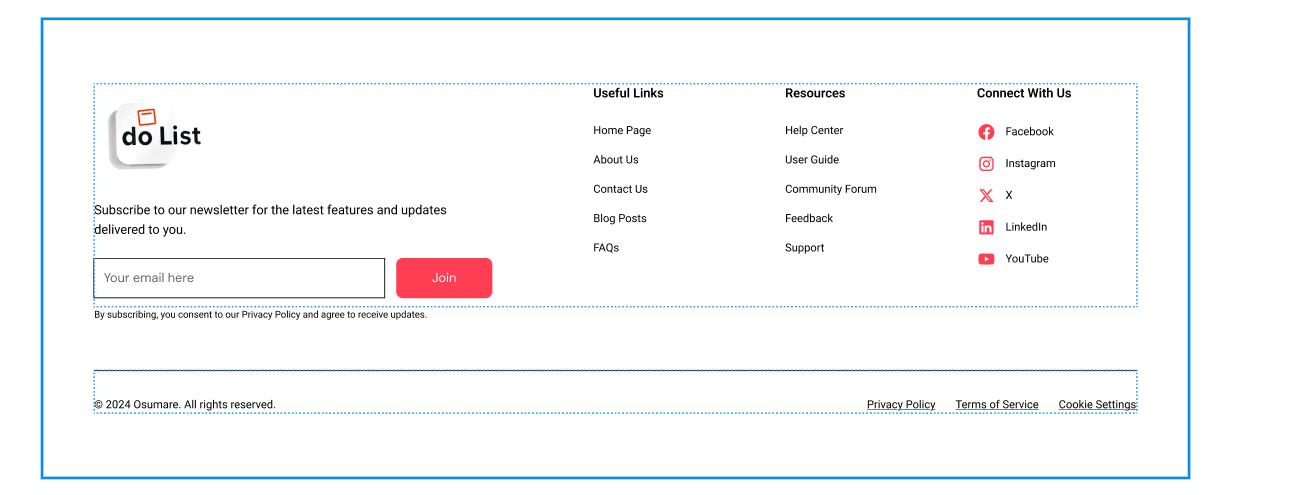 do List
Subscribe to our newsletter for the latest features and updates
delivered to you.
Your email here
Join
By subscribing, you consent to our Privacy Policy and agree to receive updates.
Useful Links
Home Page
About Us
Contact Us
Blog Posts
FAQs
Resources
Help Center
User Guide
Community Forum
Feedback
Support
Connect With Us
Facebook
Instagram
X
LinkedIn
YouTube
© 2024 Osumare. All rights reserved.
Privacy Policy Terms of Service Cookie Settings